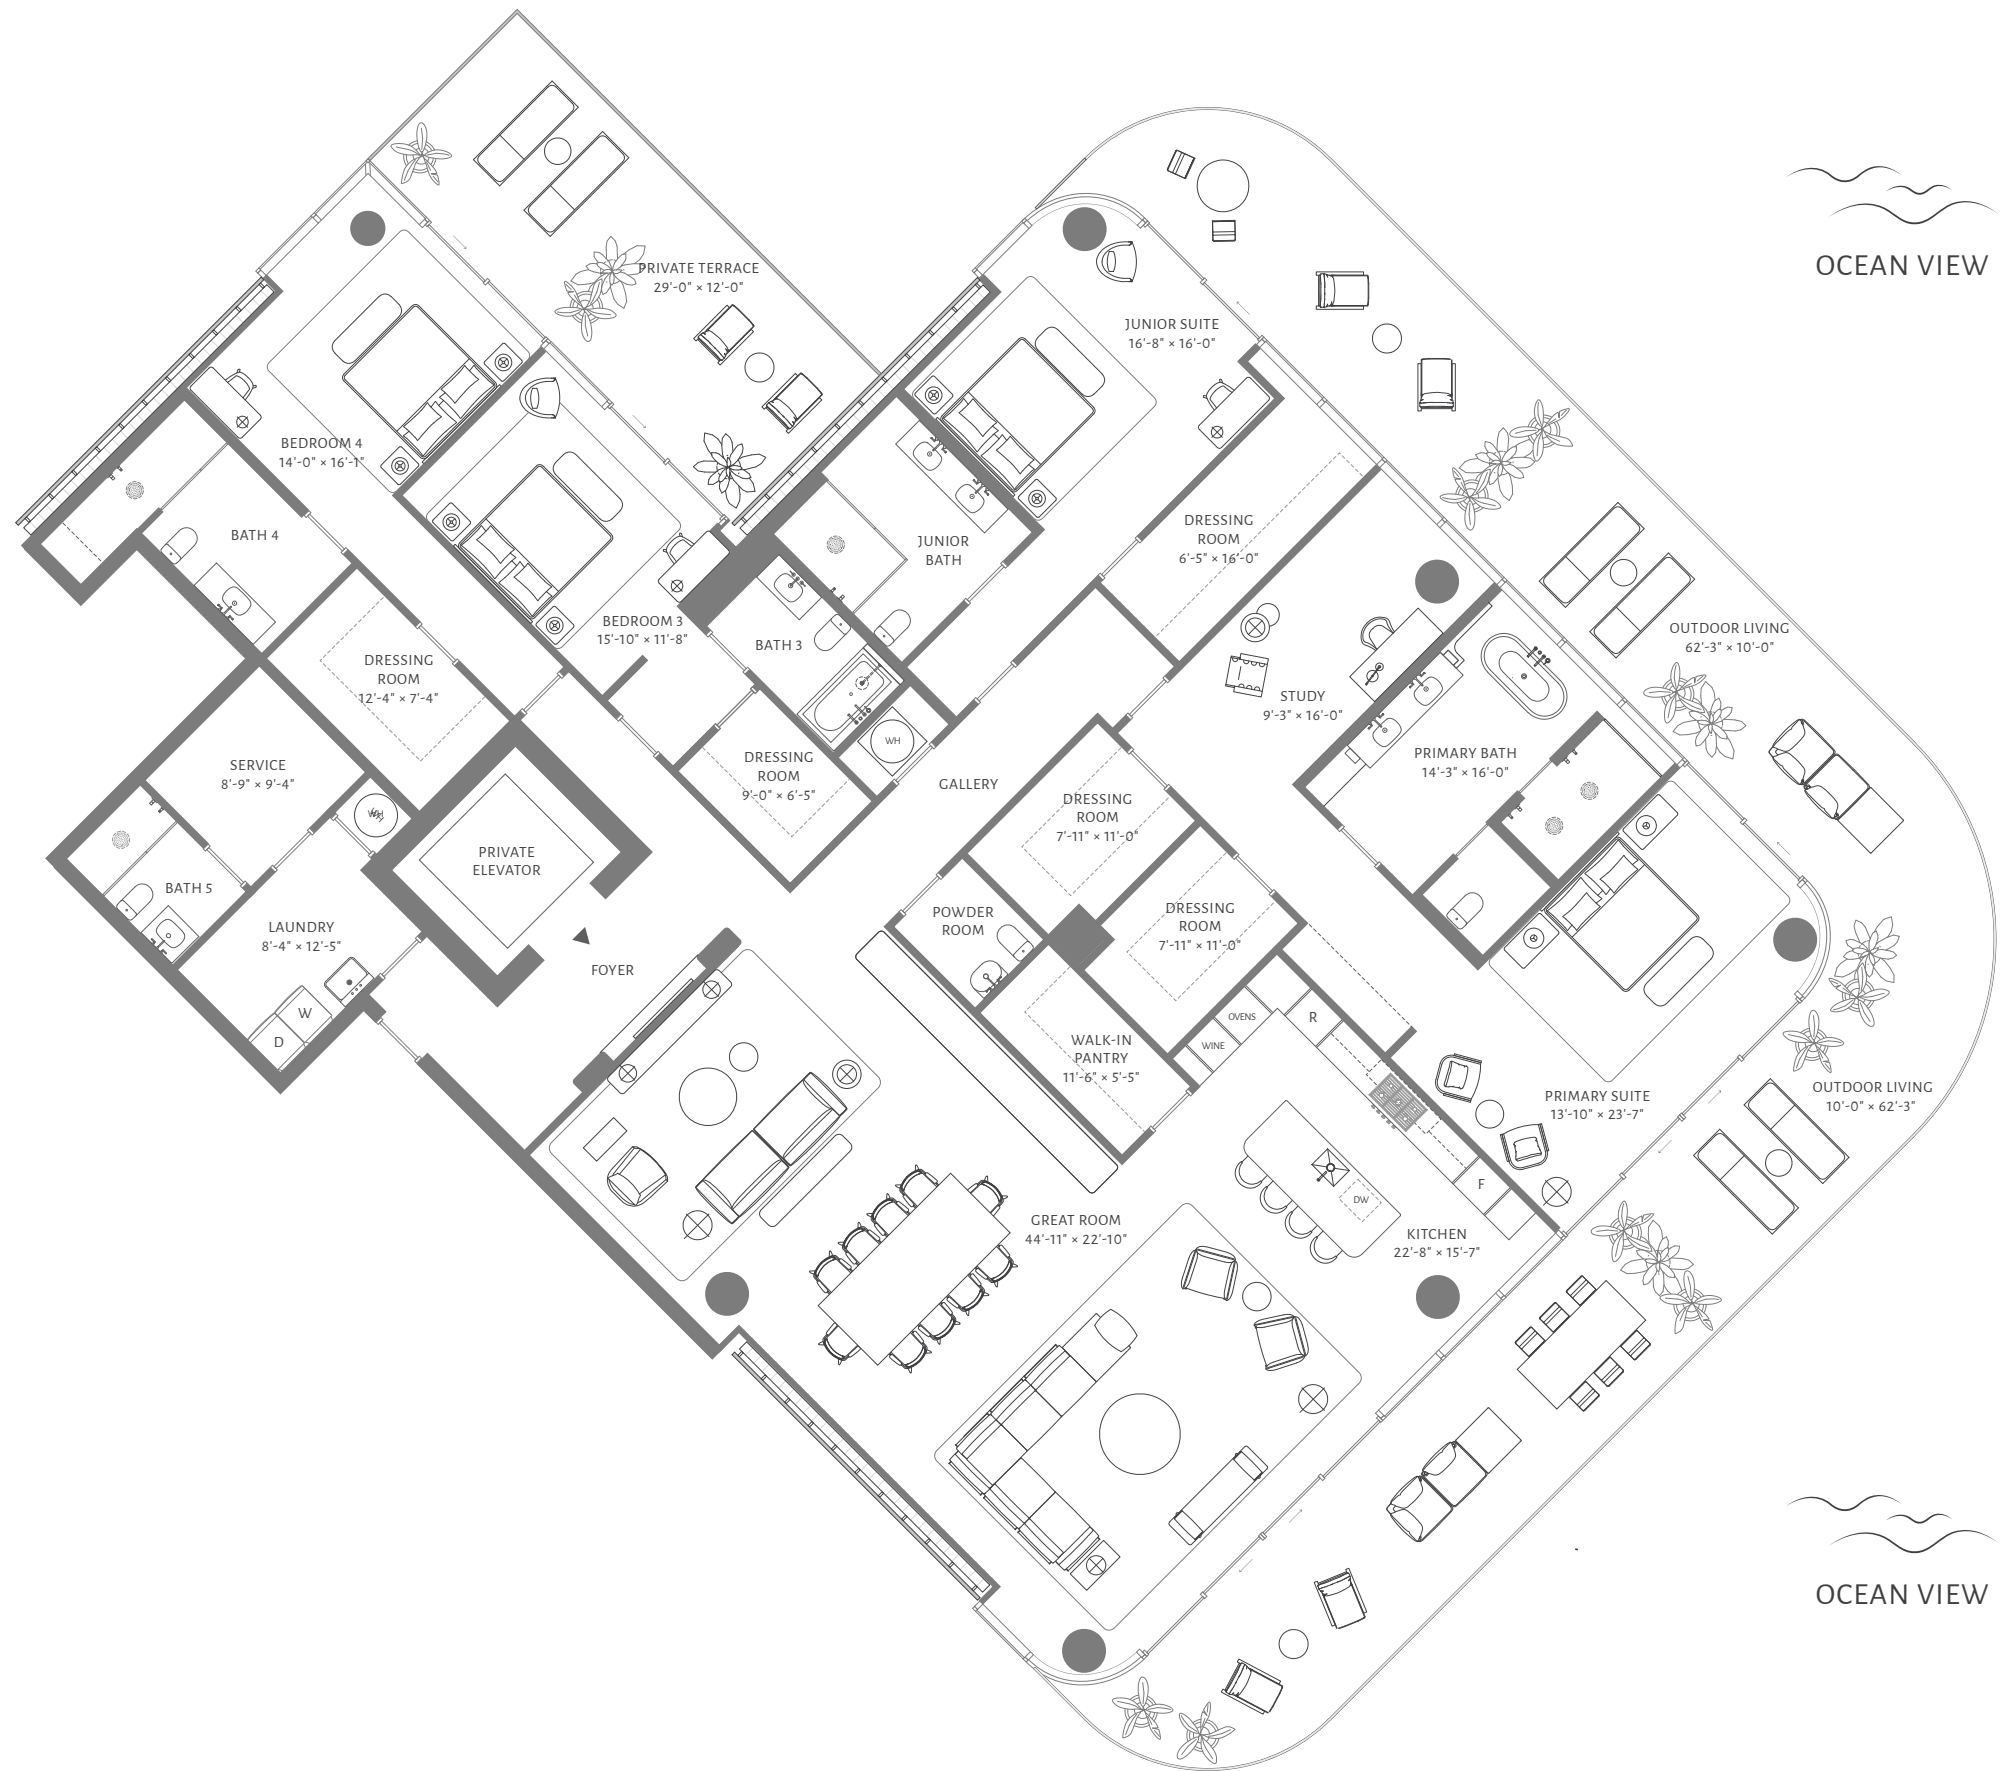 OCEAN VIEW
PRIVATE TERRACE
29'-0" × 12'-0"
JUNIOR SUITE
16'-8" × 16'-0"
BEDROOM 4
14'-0" × 16'-1"
BATH 4
JUNIOR
BATH
DRESSING
ROOM
6'-5" × 16'-0"
BEDROOM 3
15'-10" × 11'-8"
BATH 3
OUTDOOR LIVING
62'-3" × 10'-0"
DRESSING
ROOM
12'-4" × 7'-4"
STUDY
9'-3" × 16'-0"
WH
PRIMARY BATH
14'-3" × 16'-0"
SERVICE
8'-9" × 9'-4"
DRESSING
ROOM
9'-0" × 6'-5"
GALLERY
DRESSING
ROOM
7'-11" × 11'-0"
PRIVATE
ELEVATOR
BATH 5
POWDER
ROOM
DRESSING
ROOM
7'-11" × 11'-0"
LAUNDRY
8'-4" × 12'-5"
FOYER
W
D
OVENS
R
WINE
WALK-IN
PANTRY
11'-6" × 5'-5"
PRIMARY SUITE
13'-10" × 23'-7"
OUTDOOR LIVING
10'-0" × 62'-3"
F
DW
GREAT ROOM
44'-11" × 22'-10"
KITCHEN
22'-8" × 15'-7"
OCEAN VIEW